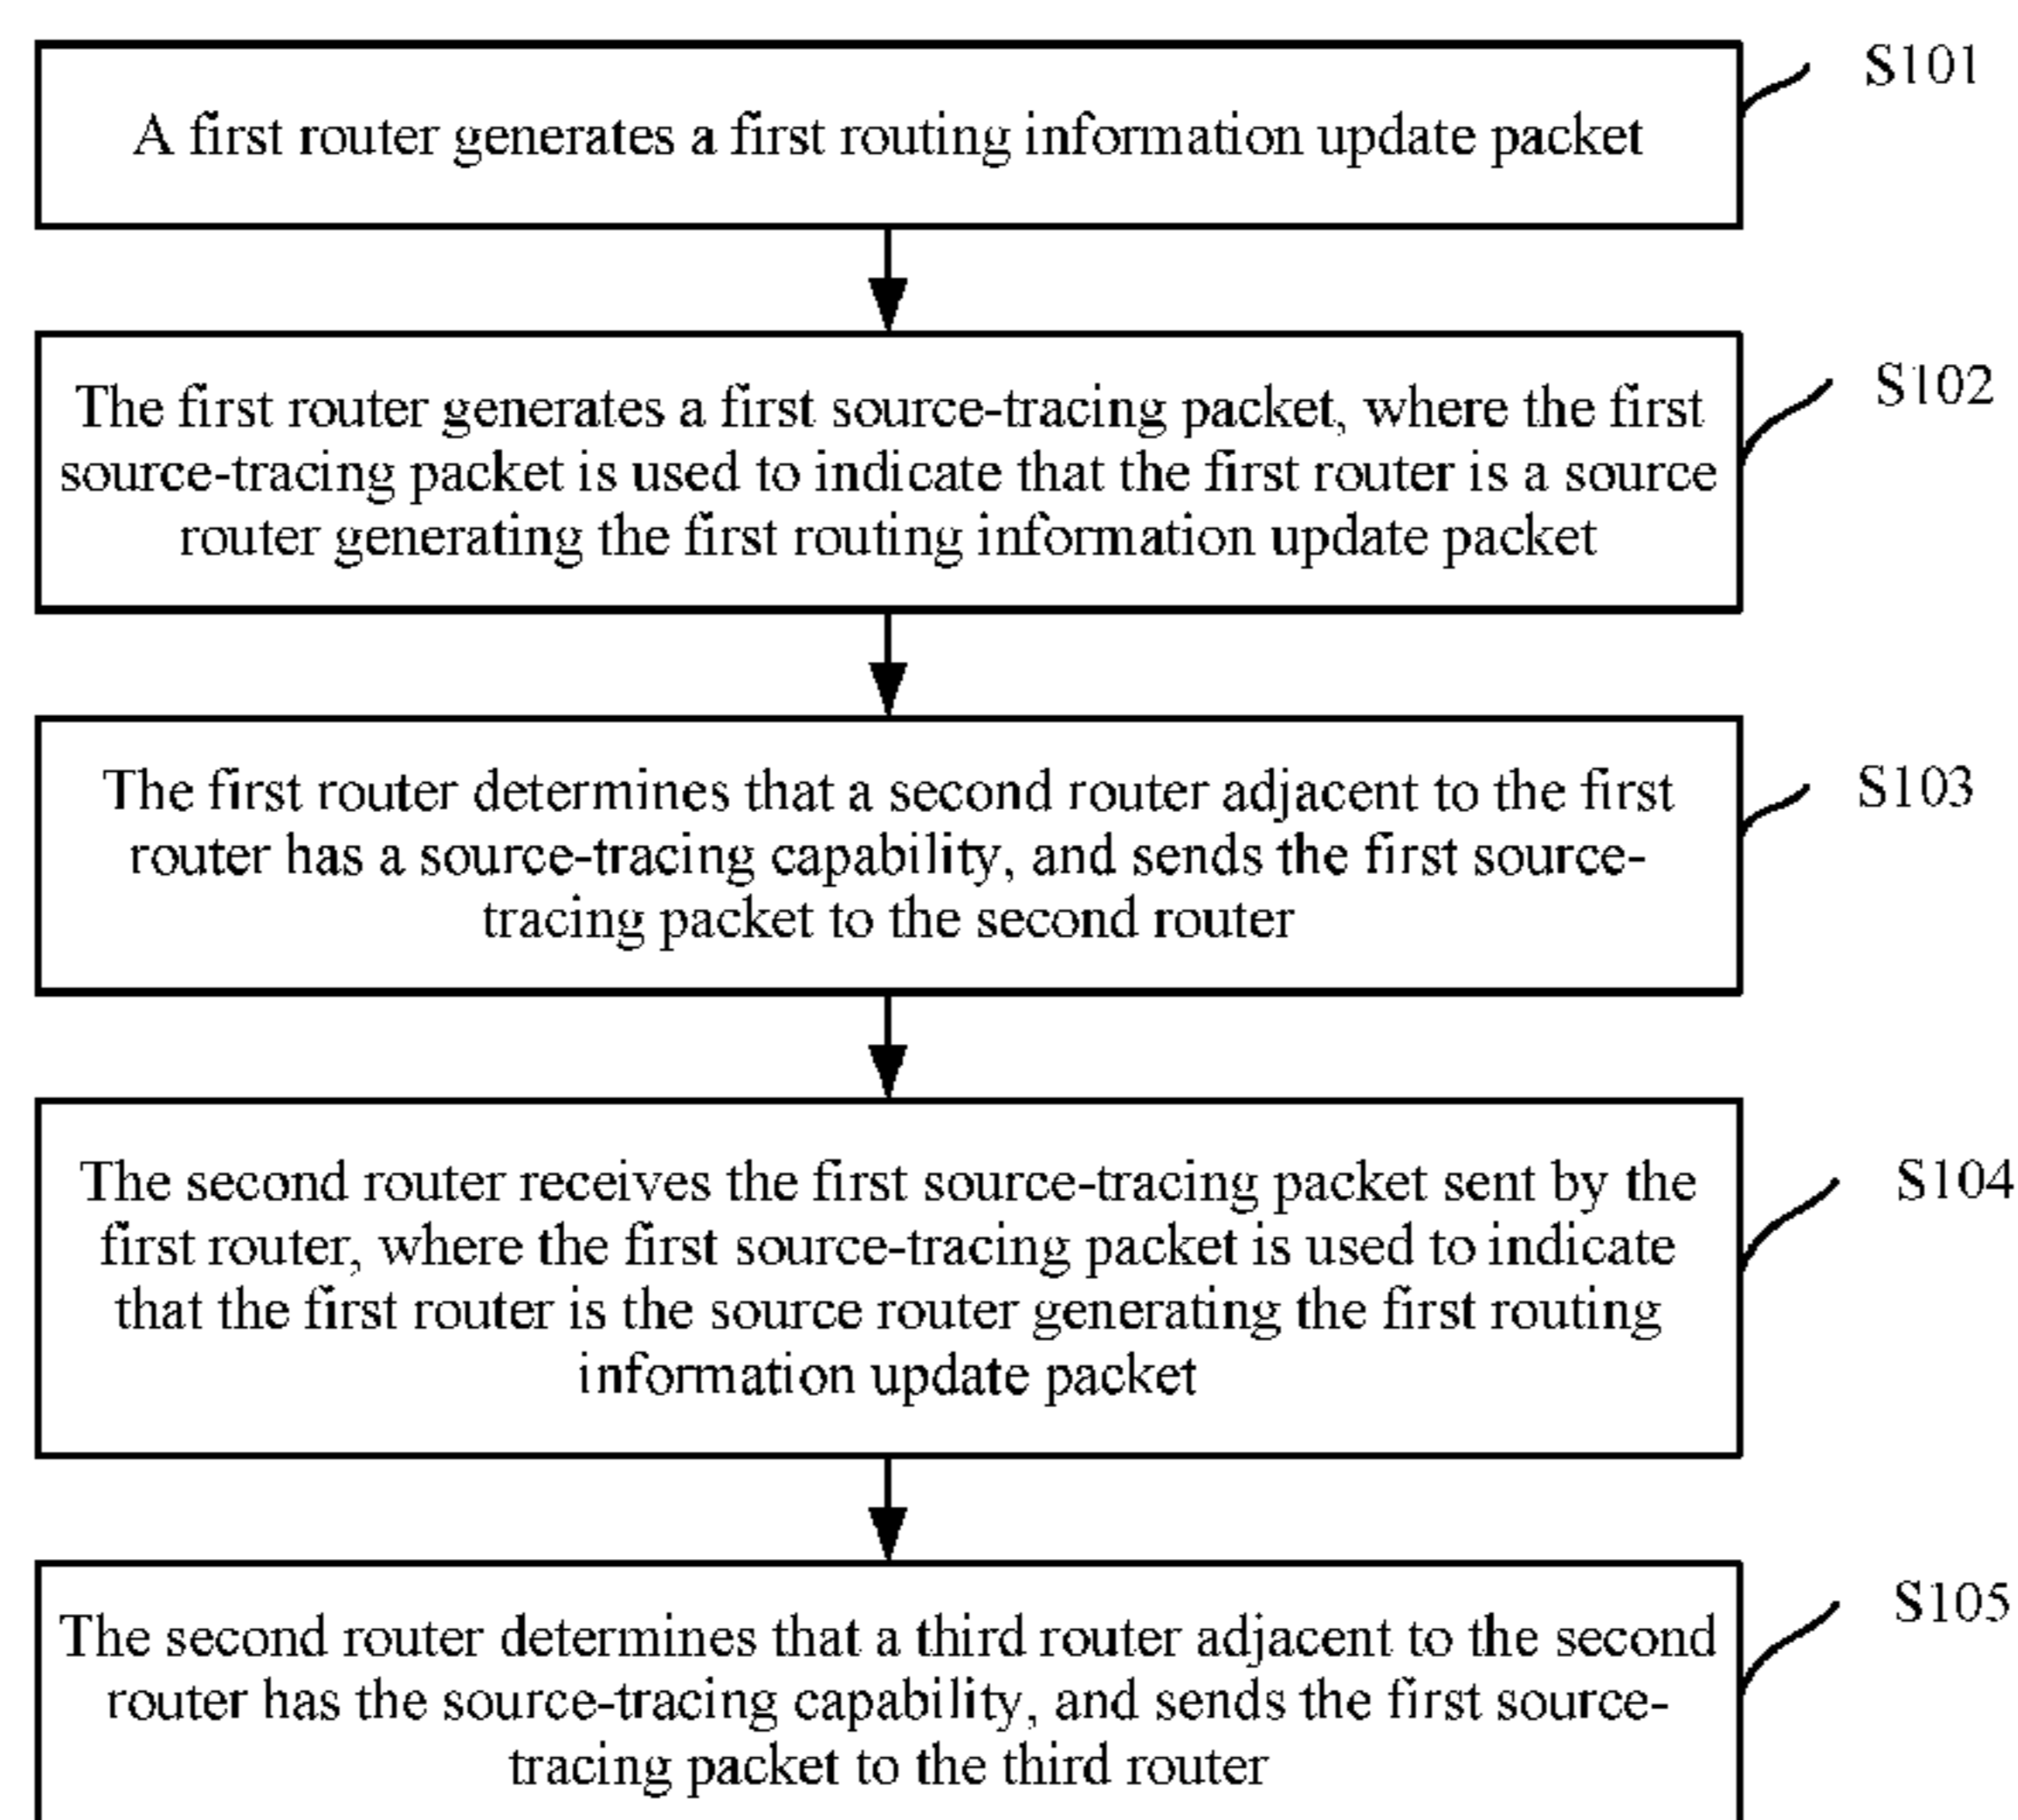 S101
A first router generates a first routing information update packet
S102
The first router generates a first source-tracing packet, where the first
source-tracing packet is used to indicate that the first router is a source
router generating the first routing information update packet
S103
The first router determines that a second router adjacent to the first
router has a source-tracing capability, and sends the first source-
tracing packet to the second router
S104
The second router receives the first source-tracing packet sent by the
first router, where the first source-tracing packet is used to indicate
that the first router is the source router generating the first routing
information update packet
S105
The second router determines that a third router adjacent to the second
router has the source-tracing capability, and sends the first source-
tracing packet to the third router